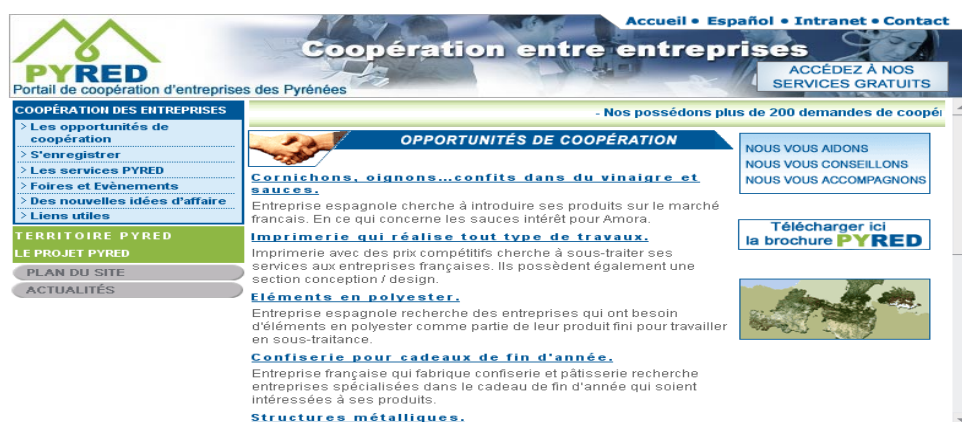 Accueil • Español • Intranet • Contact
Coopération entre entreprises
PYRED
Portail de coopération d'entreprises des Pyrénées
ACCÉDEZ À NOS
SERVICES GRATUITS
COOPÉRATION DES ENTREPRISES
> Les opportunités de
coopération
> S'enregistrer
> Les services PYRED
> Foires et Evènements
> Des nouvelles idées d'affaire
> Liens utiles
TERRITOIRE PYRED
LE PROJET PYRED
PLAN DU SITE
ACTUALITÉS
- Nos possédons plus de 200 demandes de coopé
OPPORTUNITÉS DE COOPÉRATION
Cornichons, oignons...confits dans du vinaigre et
sauces.
Entreprise espagnole cherche à introduire ses produits sur le marché
francais. En ce qui concerne les sauces intérêt pour Amora.
Imprimerie qui réalise tout type de travaux.
Imprimerie avec des prix compétitifs cherche à sous-traiter ses
services aux entreprises françaises. Ils possèdent également une
section conception / design.
Eléments en polyester.
Entreprise espagnole recherche des entreprises qui ont besoin
d'éléments en polyester comme partie de leur produit fini pour travailler
en sous-traitance.
Confiserie pour cadeaux de fin d'année.
Entreprise française qui fabrique confiserie et pâtisserie recherche
entreprises spécialisées dans le cadeau de fin d'année qui soient
intéressées à ses produits.
Structures métalliques.
NOUS VOUS AIDONS
NOUS VOUS CONSEILLONS
NOUS VOUS ACCOMPAGNONS
Télécharger ici
la brochure PYRED